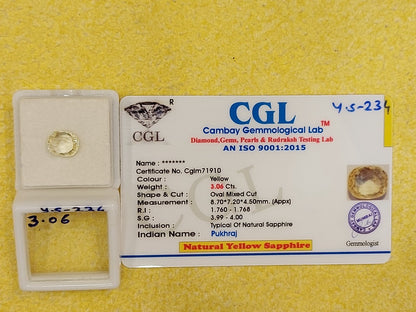 CGL
TM
R
Y.S-234
CGL
Cambay Gemmological Lab
Diamond,Gems, Pearls & Rudraksh Testing Lab
AN ISO 9001:2015
Name : *******
Certificate No. Cglm71910
Colour : Yellow
Weight : 3.06 Cts.
Shape & Cut : Oval Mixed Cut
Measurement : 8.70*7.20*4.50mm. (Appx)
R.I : 1.760 - 1.768
S.G : 3.99 - 4.00
Inclusion : Typical Of Natural Sapphire
Indian Name : Pukhraj
Natural Yellow Sapphire
Gemmologist
Y.S-234
3.06